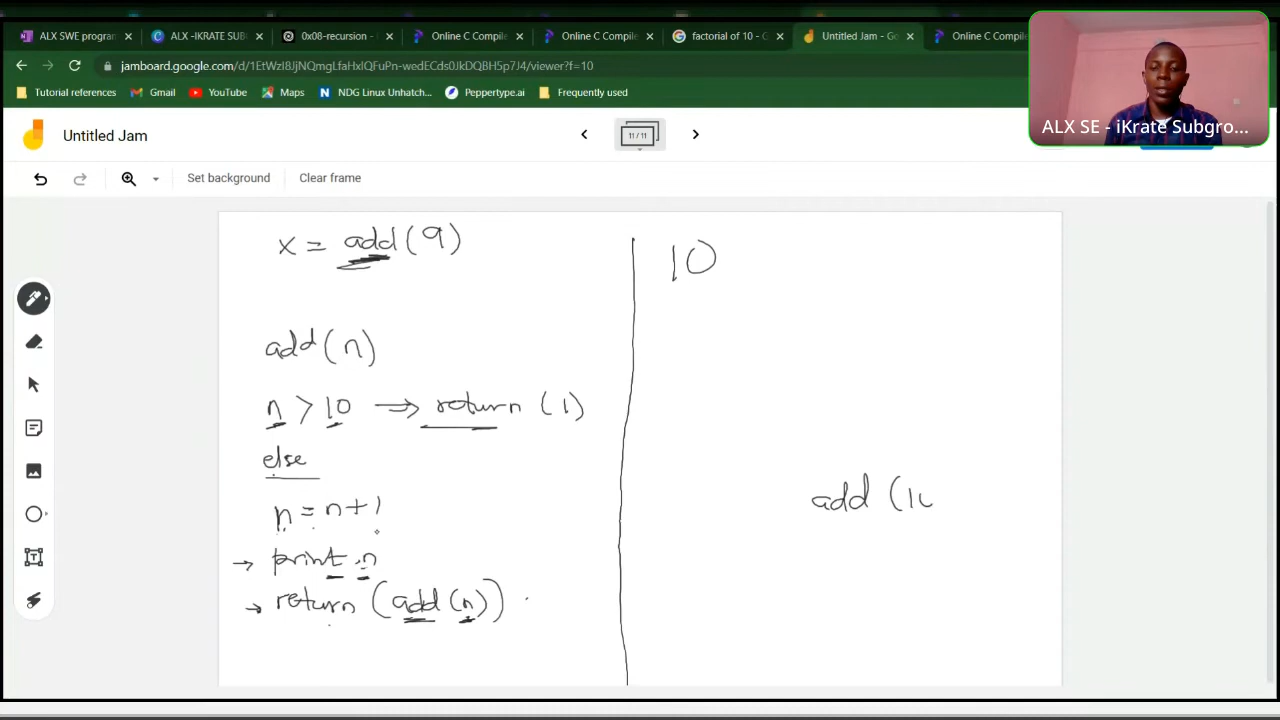 ALX SWE program
ALX -IKRATE SUBG
0x08-recursion -
Online C Compile
Online C Compile
factorial of 10 - G
Untitled Jam - Go
Online C Compile
jamboard.google.com/d/1EtWzI8JjNQmgLfaHxIQFuPn-wedECds0JkDQBH5p7J4/viewer?f=10
Tutorial references
Gmail
YouTube
Maps
NDG Linux Unhatch...
Peppertype.ai
Frequently used
ALX SE - iKrate Subgro...
Untitled Jam
11 / 11
Set background
Clear frame
x = add(9)
10
add(n)
n > 10 => return (1)
else
add (10
n = n+1
→ print n
→ return (add(n))